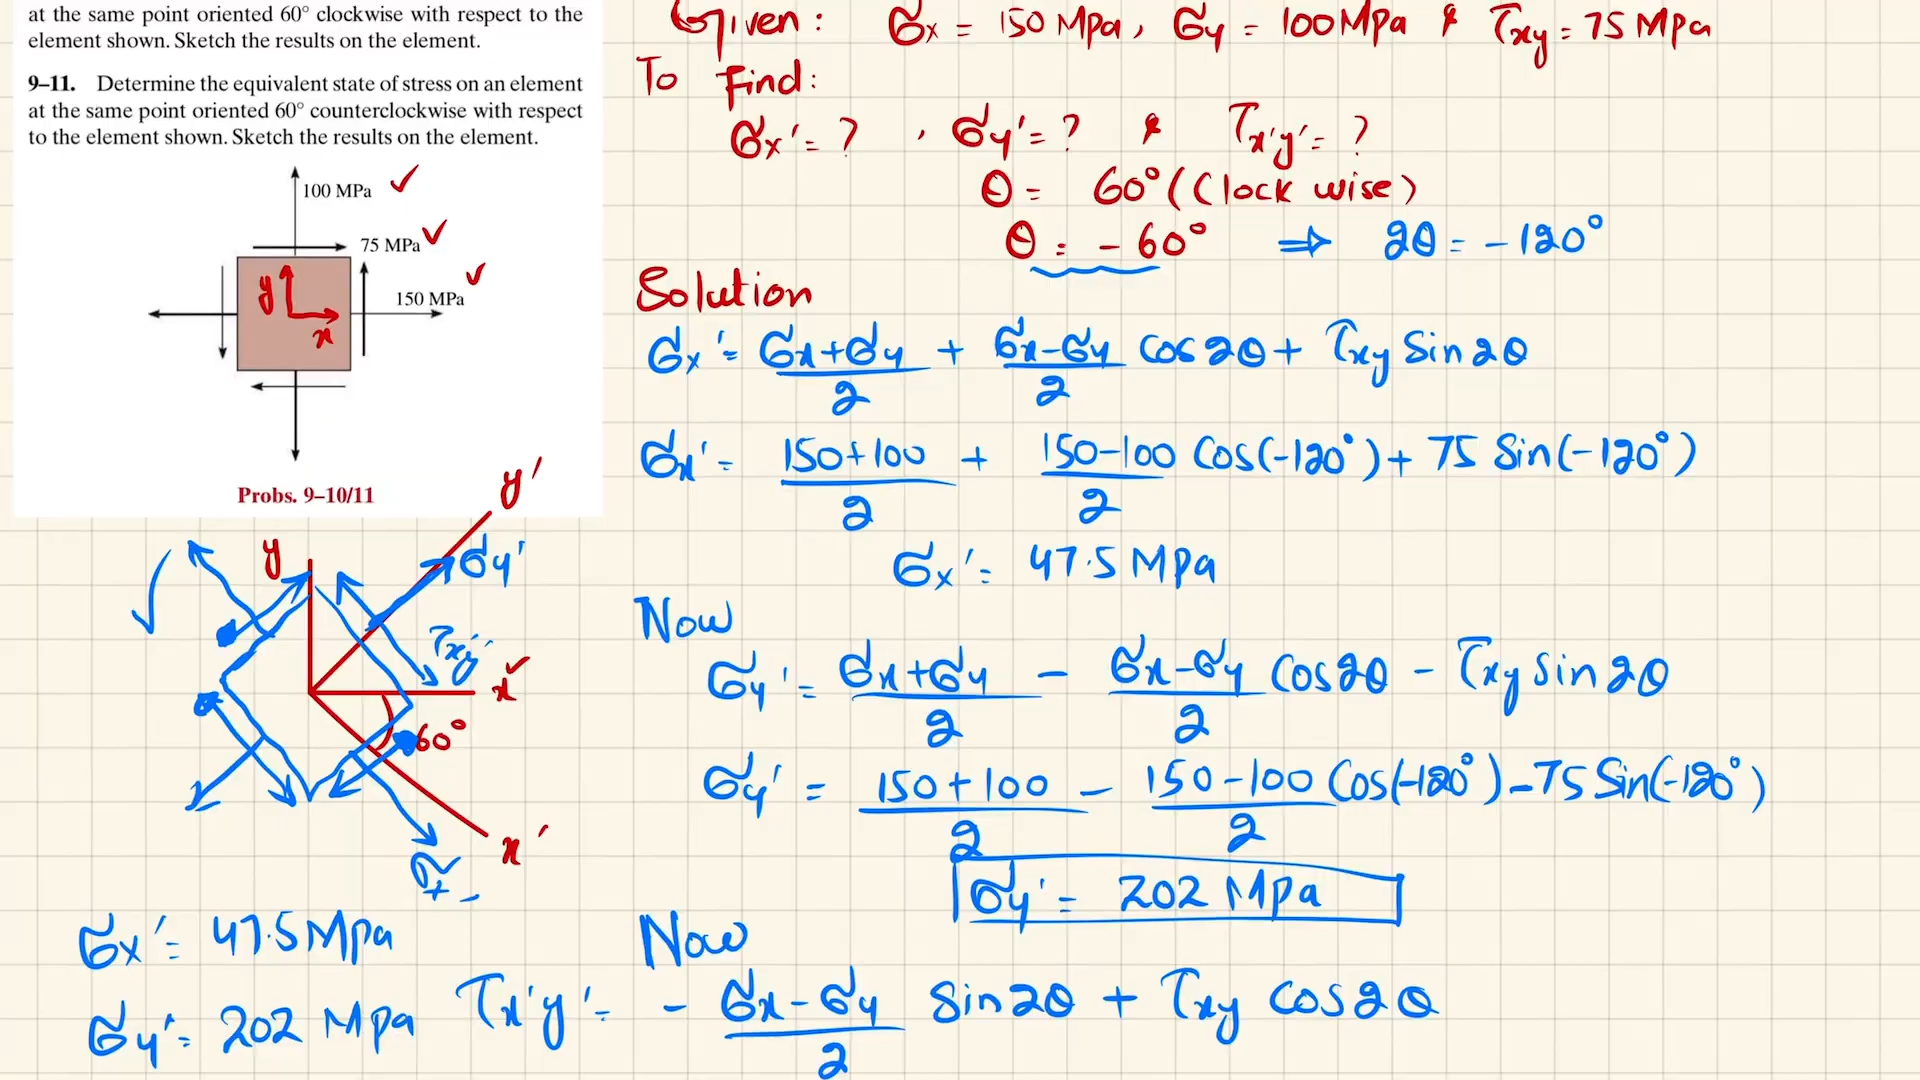 at the same point oriented 60° clockwise with respect to the
element shown. Sketch the results on the element.
9–11. Determine the equivalent state of stress on an element
at the same point oriented 60° counterclockwise with respect
to the element shown. Sketch the results on the element.
100 MPa ✓
75 MPa ✓
150 MPa ✓
y
x
Probs. 9–10/11
y'
y
σy'
τxy'
x ✓
60°
x'
σx'
σx' = 47.5 MPa
σy' = 202 MPa
Given: σx = 150 MPa, σy = 100 MPa & τxy = 75 MPa
To Find:
σx' = ? , σy' = ? & τx'y' = ?
θ = 60° (Clock wise)
θ = -60° ⇒ 2θ = -120°
Solution
σx' = σx+σy/2 + σx-σy/2 cos 2θ + τxy Sin 2θ
σx' = 150+100/2 + 150-100/2 Cos(-120°) + 75 Sin(-120°)
σx' = 47.5 MPa
Now
σy' = σx+σy/2 - σx-σy/2 Cos2θ - τxy Sin 2θ
σy' = 150+100/2 - 150-100/2 Cos(-120°) - 75 Sin(-120°)
σy' = 202 MPa
Now
τx'y' = - σx-σy/2 Sin 2θ + τxy cos2θ